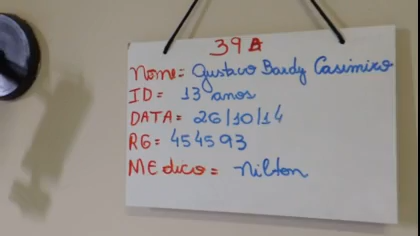 39 A
Nome= Gustavo Bardy Casimiro
ID= 13 anos
DATA= 26/10/14
RG= 454593
MEdico= Nilton